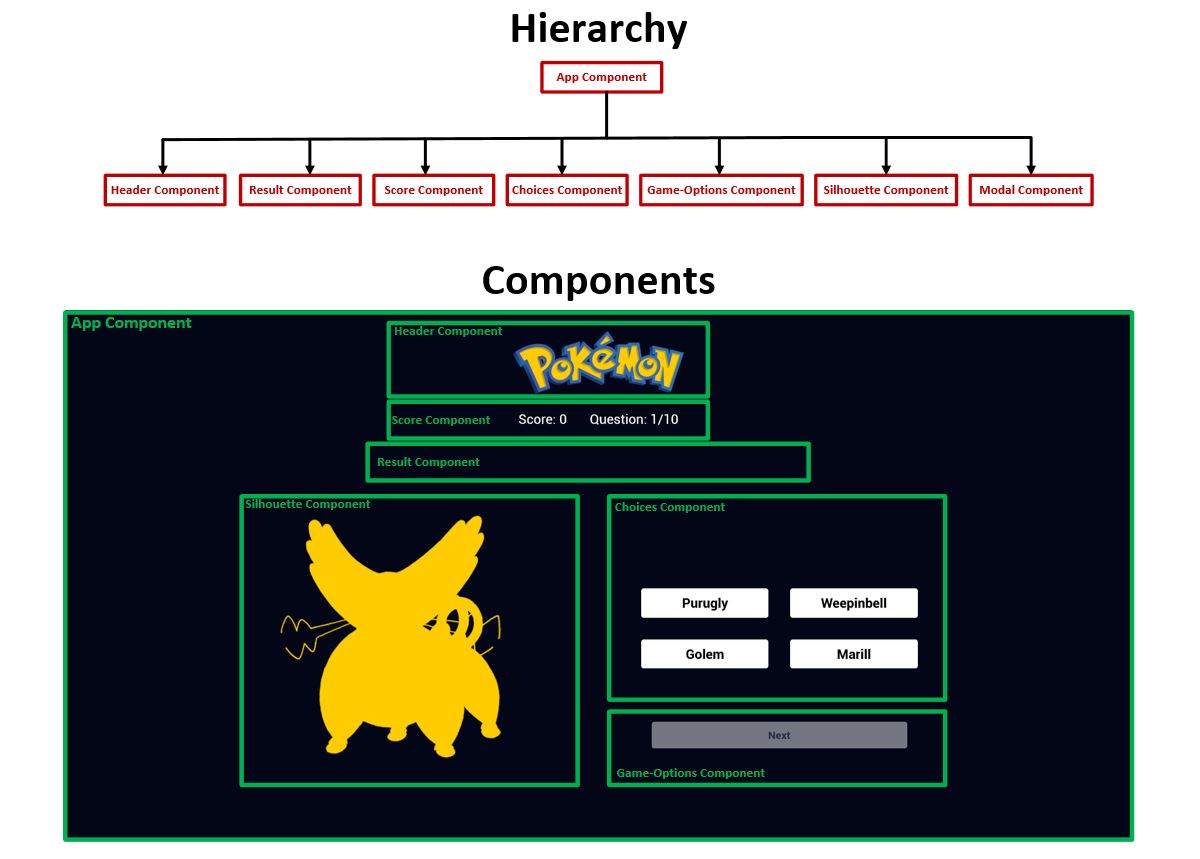 Hierarchy
App Component
Header Component
Result Component
Score Component
Choices Component
Game-Options Component
Silhouette Component
Modal Component
Components
App Component
Header Component
POKéMON
Score Component
Score: 0
Question: 1/10
Result Component
Silhouette Component
Choices Component
Purugly
Weepinbell
Golem
Marill
Next
Game-Options Component